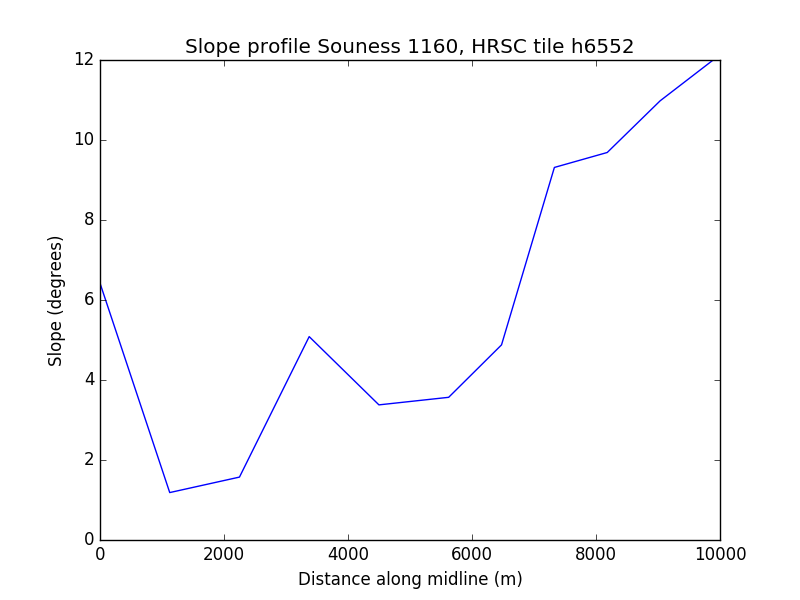 Slope profile Souness 1160, HRSC tile h6552
12
10
8
6
4
2
0
Slope (degrees)
0 2000 4000 6000 8000 10000
Distance along midline (m)